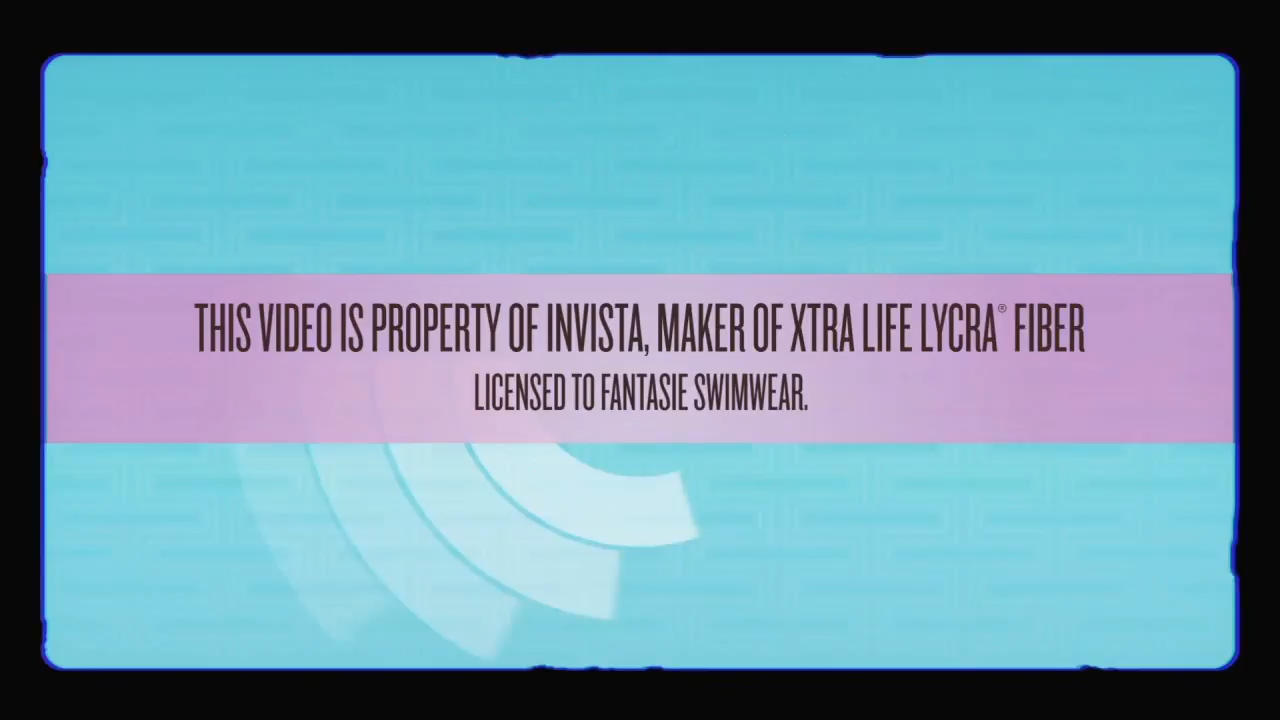 THIS VIDEO IS PROPERTY OF INVISTA, MAKER OF XTRA LIFE LYCRA® FIBER
LICENSED TO FANTASIE SWIMWEAR.